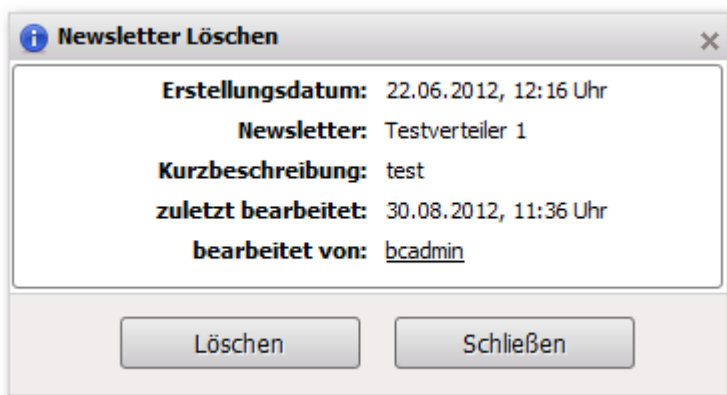 Newsletter Löschen
Erstellungsdatum: 22.06.2012, 12:16 Uhr
Newsletter: Testverteiler 1
Kurzbeschreibung: test
zuletzt bearbeitet: 30.08.2012, 11:36 Uhr
bearbeitet von: bcadmin
Löschen Schließen